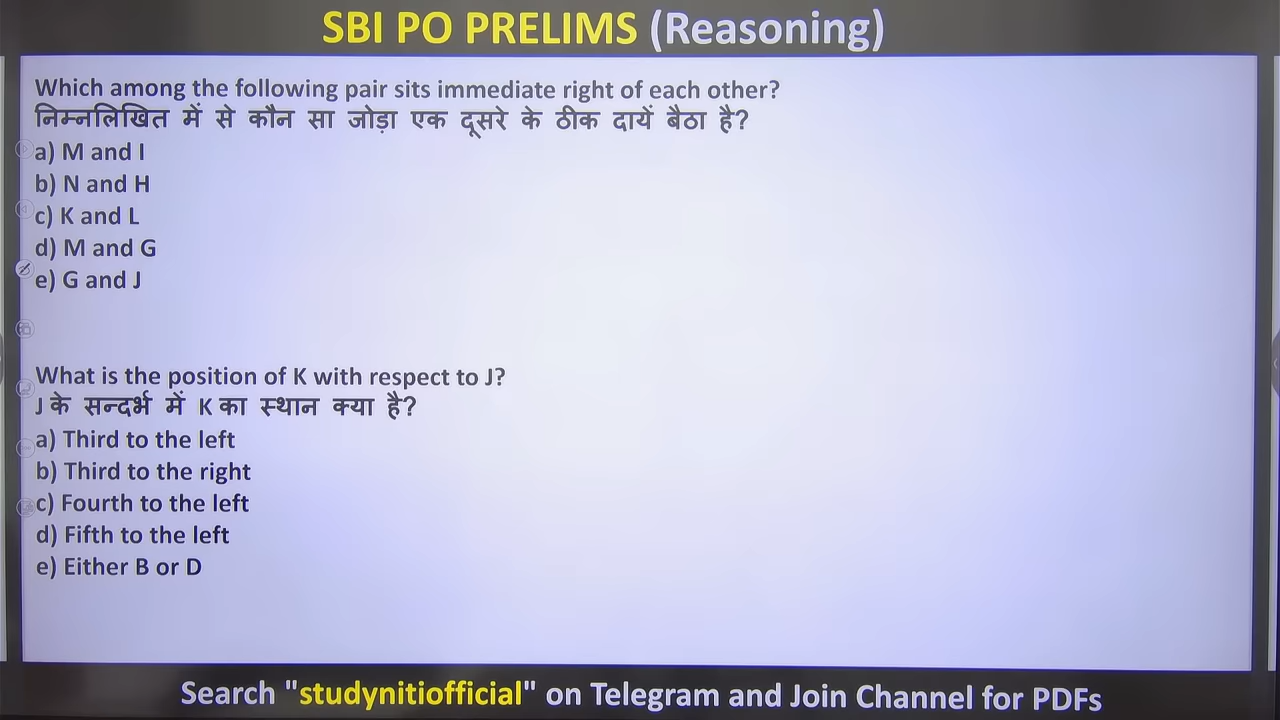 SBI PO PRELIMS (Reasoning)
Which among the following pair sits immediate right of each other?
निम्नलिखित में से कौन सा जोड़ा एक दूसरे के ठीक दायें बैठा है?
a) M and I
b) N and H
c) K and L
d) M and G
e) G and J
What is the position of K with respect to J?
J के सन्दर्भ में K का स्थान क्या है?
a) Third to the left
b) Third to the right
c) Fourth to the left
d) Fifth to the left
e) Either B or D
Search "studynitiofficial" on Telegram and Join Channel for PDFs